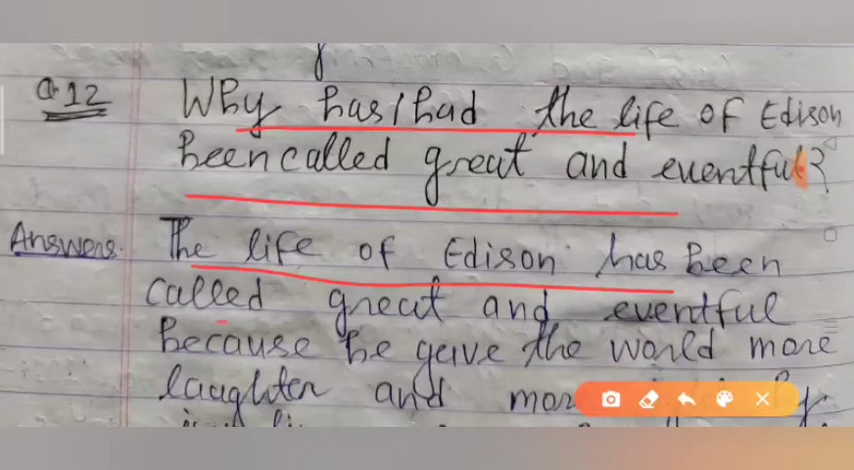 Q.12 Why has/had the life of Edison
been called great and eventful?
Answers. The life of Edison has been
called great and eventful
because he gave the world more
laughter and